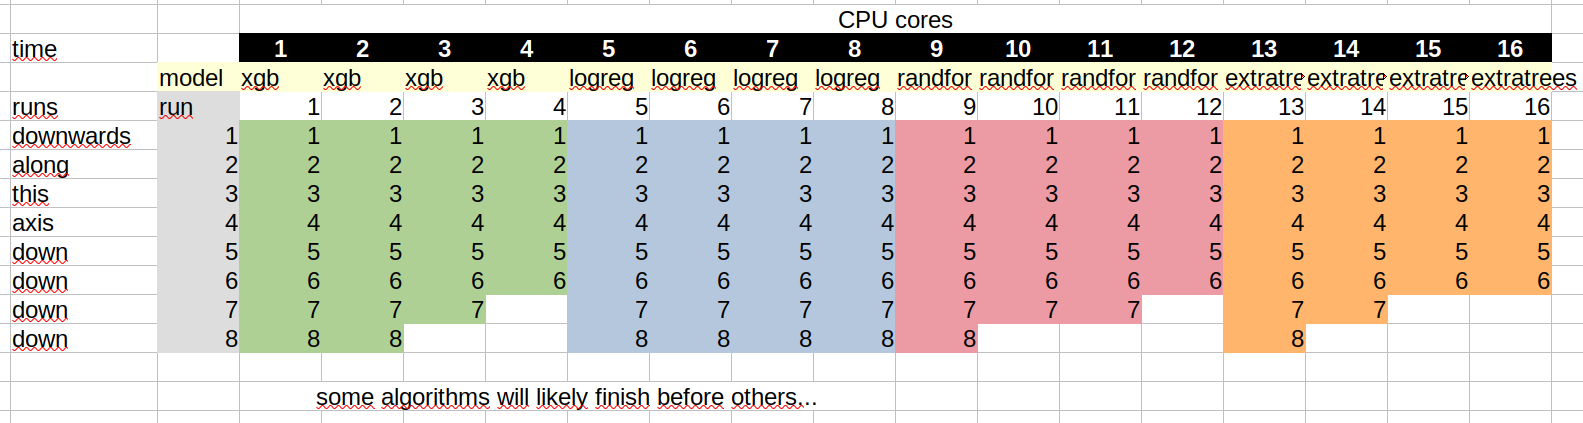 CPU cores
time 1 2 3 4 5 6 7 8 9 10 11 12 13 14 15 16
model xgb xgb xgb xgb logreg logreg logreg logreg randfor randfor randfor randfor extratre extratre extratre extratrees
runs run 1 2 3 4 5 6 7 8 9 10 11 12 13 14 15 16
downwards 1 1 1 1 1 1 1 1 1 1 1 1 1 1 1 1 1
along 2 2 2 2 2 2 2 2 2 2 2 2 2 2 2 2 2
this 3 3 3 3 3 3 3 3 3 3 3 3 3 3 3 3 3
axis 4 4 4 4 4 4 4 4 4 4 4 4 4 4 4 4 4
down 5 5 5 5 5 5 5 5 5 5 5 5 5 5 5 5 5
down 6 6 6 6 6 6 6 6 6 6 6 6 6 6 6 6 6
down 7 7 7 7 7 7 7 7 7 7 7 7 7
down 8 8 8 8 8 8 8 8 8
some algorithms will likely finish before others...